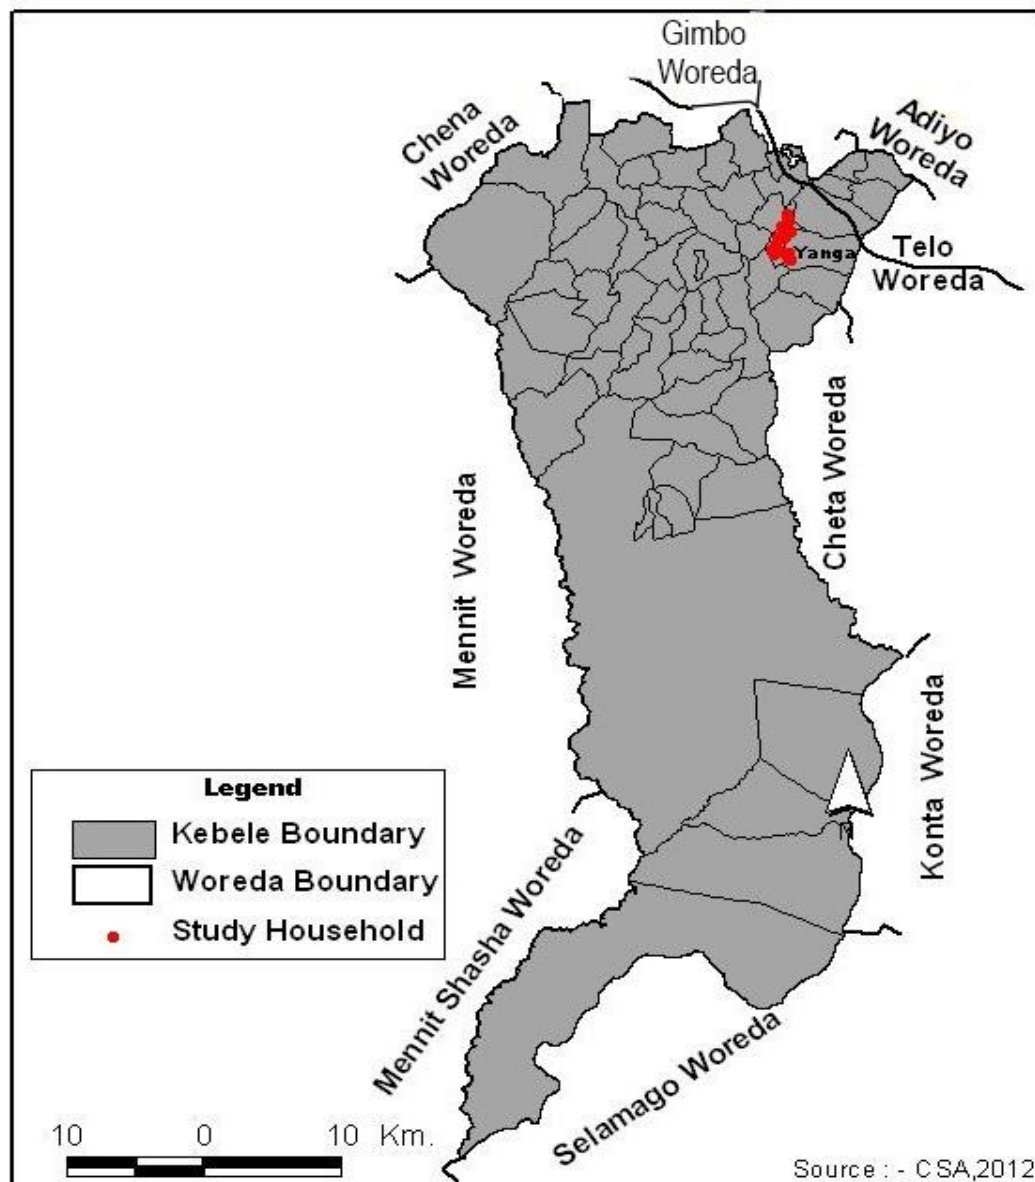 Gimbo
Woreda
Chena
Woreda
Adiyo
Woreda
Yanga
Telo
Woreda
Cheta Woreda
Mennit Woreda
Konta Woreda
Legend
Kebele Boundary
Woreda Boundary
Study Household
Mennit Shasha Woreda
Selamago Woreda
10 0 10 Km.
Source : - CSA,2012